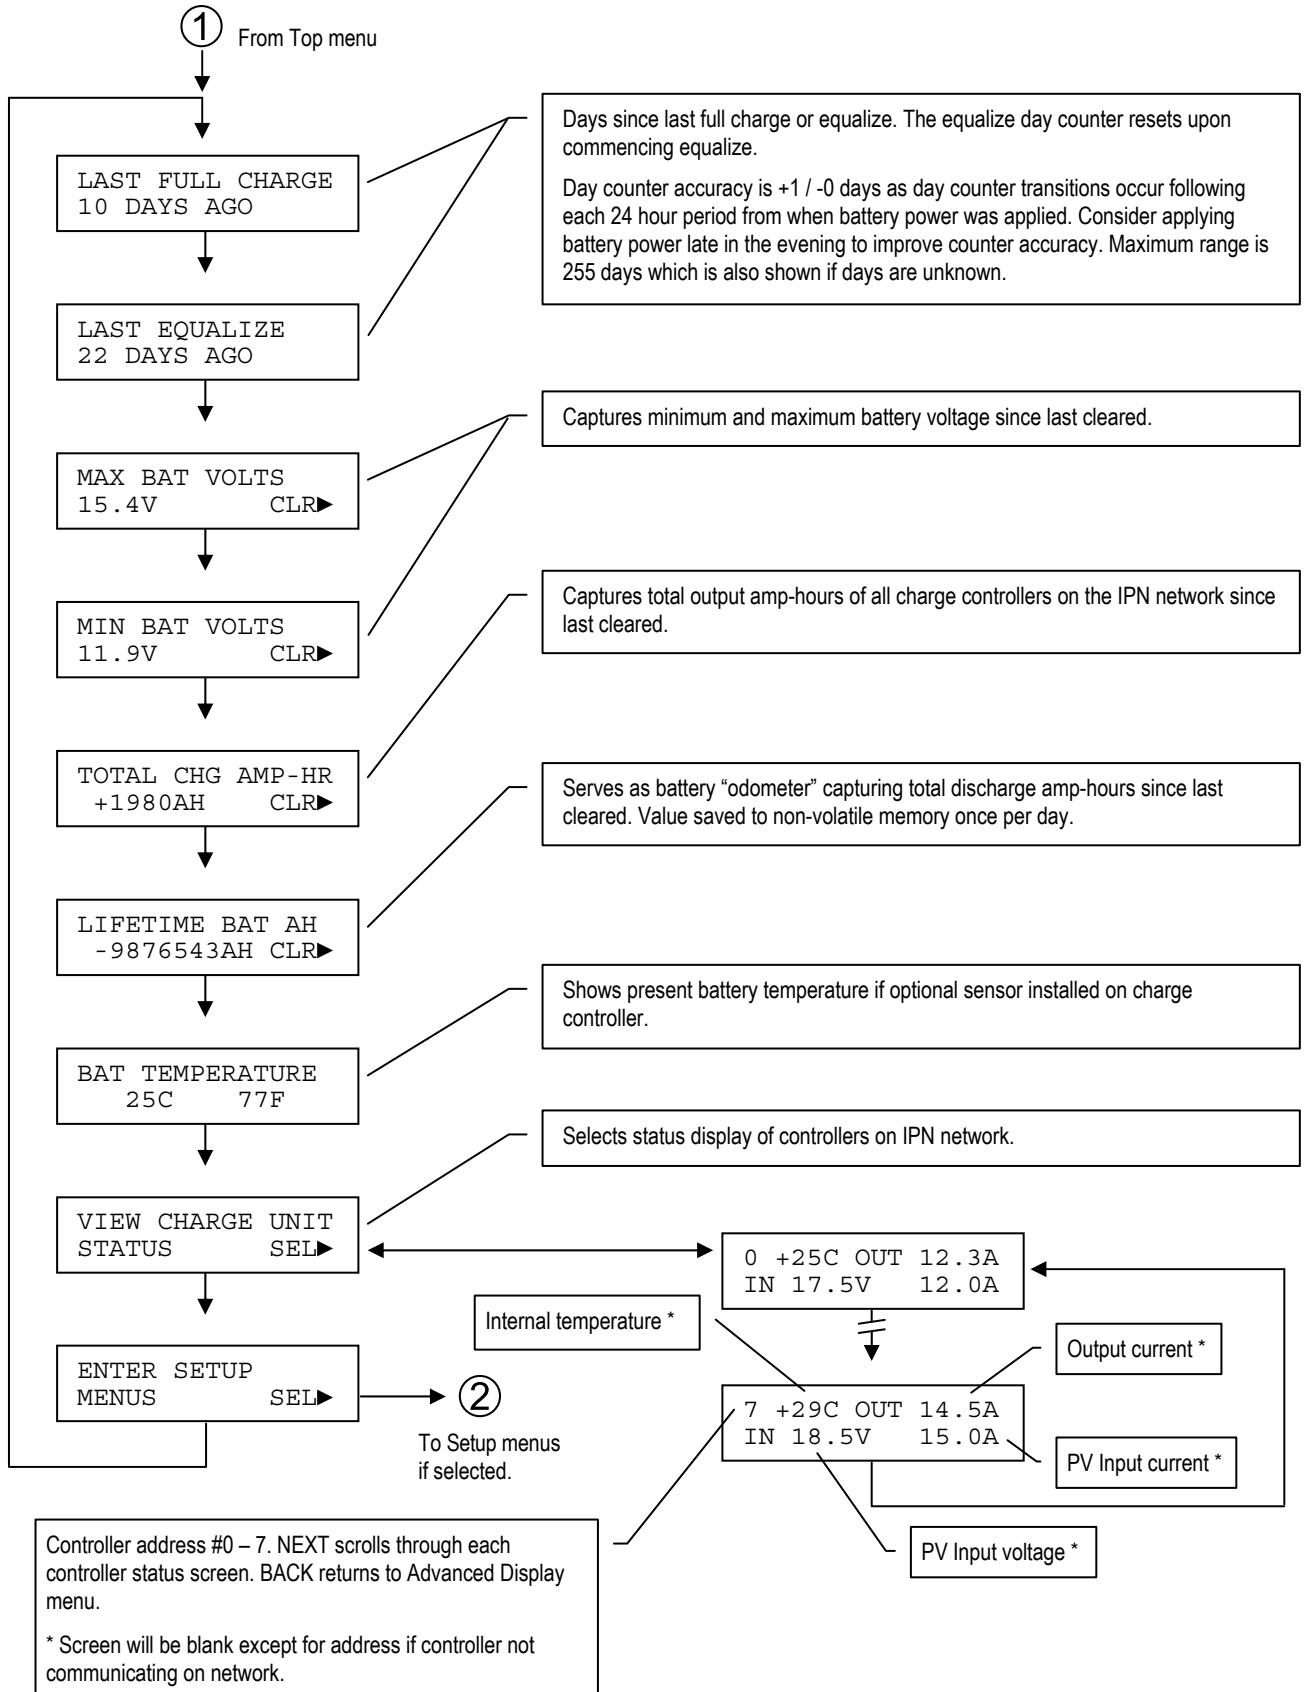 1 From Top menu
LAST FULL CHARGE
10 DAYS AGO
Days since last full charge or equalize. The equalize day counter resets upon
commencing equalize.
Day counter accuracy is +1 / -0 days as day counter transitions occur following
each 24 hour period from when battery power was applied. Consider applying
battery power late in the evening to improve counter accuracy. Maximum range is
255 days which is also shown if days are unknown.
LAST EQUALIZE
22 DAYS AGO
Captures minimum and maximum battery voltage since last cleared.
MAX BAT VOLTS
15.4V CLR►
MIN BAT VOLTS
11.9V CLR►
Captures total output amp-hours of all charge controllers on the IPN network since
last cleared.
TOTAL CHG AMP-HR
+1980AH CLR►
Serves as battery “odometer” capturing total discharge amp-hours since last
cleared. Value saved to non-volatile memory once per day.
LIFETIME BAT AH
-9876543AH CLR►
Shows present battery temperature if optional sensor installed on charge
controller.
BAT TEMPERATURE
25C 77F
Selects status display of controllers on IPN network.
VIEW CHARGE UNIT
STATUS SEL►
0 +25C OUT 12.3A
IN 17.5V 12.0A
Internal temperature *
Output current *
ENTER SETUP
MENUS SEL►
2
To Setup menus
if selected.
7 +29C OUT 14.5A
IN 18.5V 15.0A
PV Input current *
PV Input voltage *
Controller address #0 – 7. NEXT scrolls through each
controller status screen. BACK returns to Advanced Display
menu.
* Screen will be blank except for address if controller not
communicating on network.